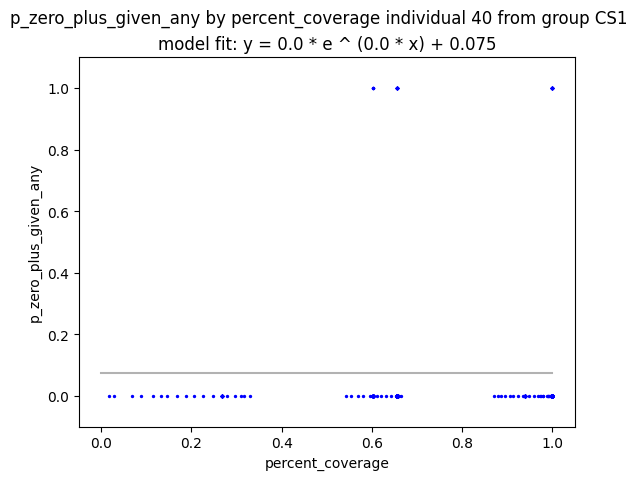 p_zero_plus_given_any by percent_coverage individual 40 from group CS1
model fit: y = 0.0 * e ^ (0.0 * x) + 0.075
1.0
0.8
0.6
0.4
0.2
0.0
p_zero_plus_given_any
0.0 0.2 0.4 0.6 0.8 1.0
percent_coverage